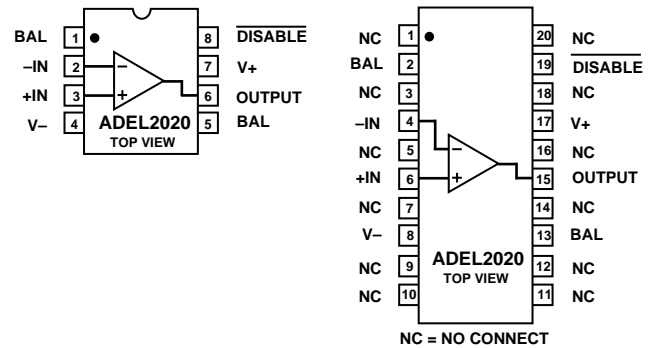 BAL 1 8 DISABLE
–IN 2 – 7 V+
+IN 3 + 6 OUTPUT
V– 4 ADEL2020 5 BAL
TOP VIEW
NC 1 20 NC
BAL 2 19 DISABLE
NC 3 18 NC
–IN 4 17 V+
NC 5 – 16 NC
+IN 6 + 15 OUTPUT
NC 7 14 NC
V– 8 13 BAL
NC 9 ADEL2020 12 NC
TOP VIEW
NC 10 11 NC
NC = NO CONNECT